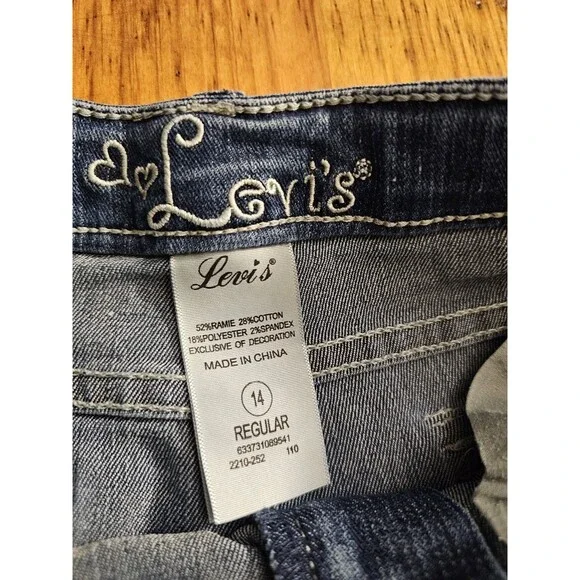 Levi's®
Levi's®
52%RAMIE 28%COTTON
18%POLYESTER 2%SPANDEX
EXCLUSIVE OF DECORATION
MADE IN CHINA
14
REGULAR
633731089541
2210-252 110